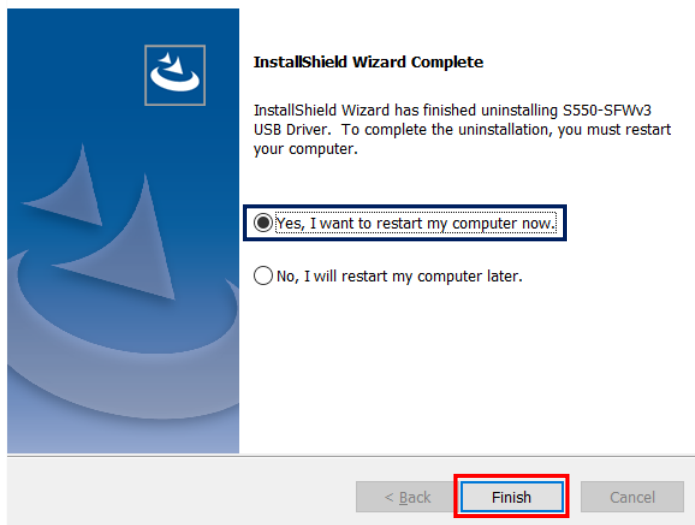 InstallShield Wizard Complete
InstallShield Wizard has finished uninstalling S550-SFWv3
USB Driver.  To complete the uninstallation, you must restart
your computer.
Yes, I want to restart my computer now.
No, I will restart my computer later.
< Back
Finish
Cancel